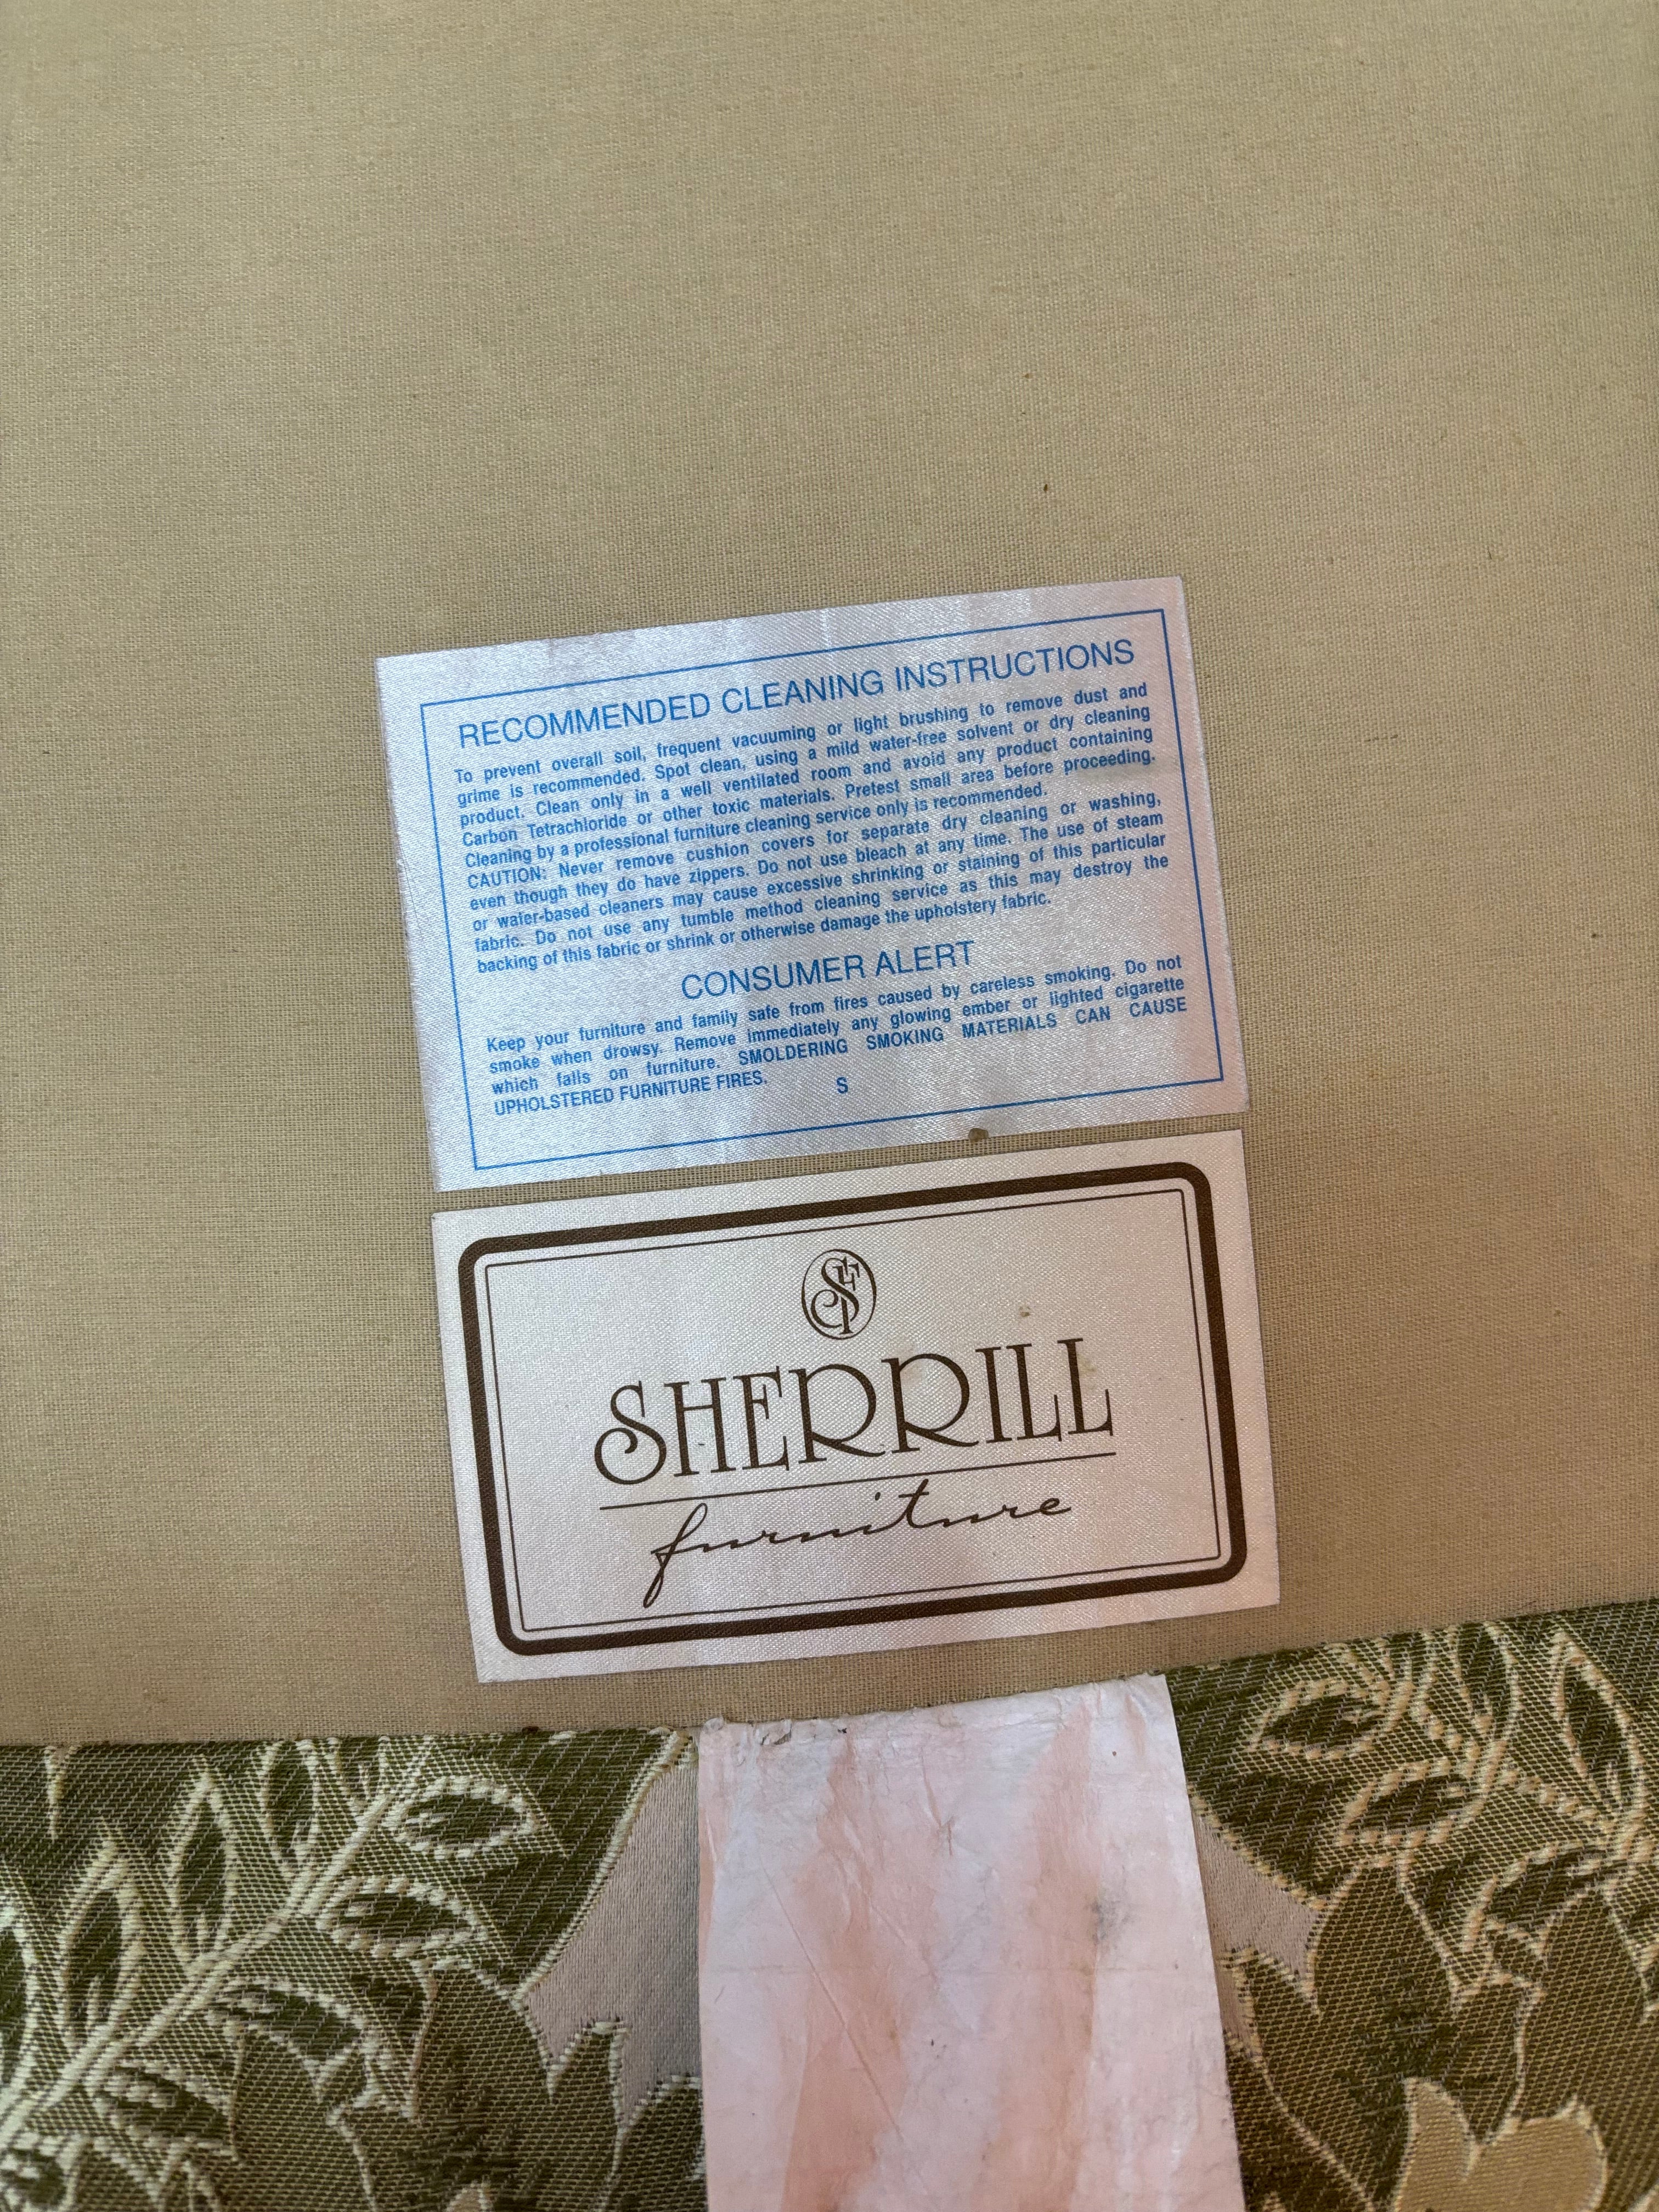 RECOMMENDED CLEANING INSTRUCTIONS
To prevent overall soil, frequent vacuuming or light brushing to remove dust and
grime is recommended. Spot clean, using a mild water-free solvent or dry cleaning
product. Clean only in a well ventilated room and avoid any product containing
Carbon Tetrachloride or other toxic materials. Pretest small area before proceeding.
Cleaning by a professional furniture cleaning service only is recommended.
CAUTION: Never remove cushion covers for separate dry cleaning or washing,
even though they do have zippers. Do not use bleach at any time. The use of steam
or water-based cleaners may cause excessive shrinking or staining of this particular
fabric. Do not use any tumble method cleaning service as this may destroy the
backing of this fabric or shrink or otherwise damage the upholstery fabric.
CONSUMER ALERT
Keep your furniture and family safe from fires caused by careless smoking. Do not
smoke when drowsy. Remove immediately any glowing ember or lighted cigarette
which falls on furniture. SMOLDERING SMOKING MATERIALS CAN CAUSE
UPHOLSTERED FURNITURE FIRES. S
SF
SHERRILL
furniture